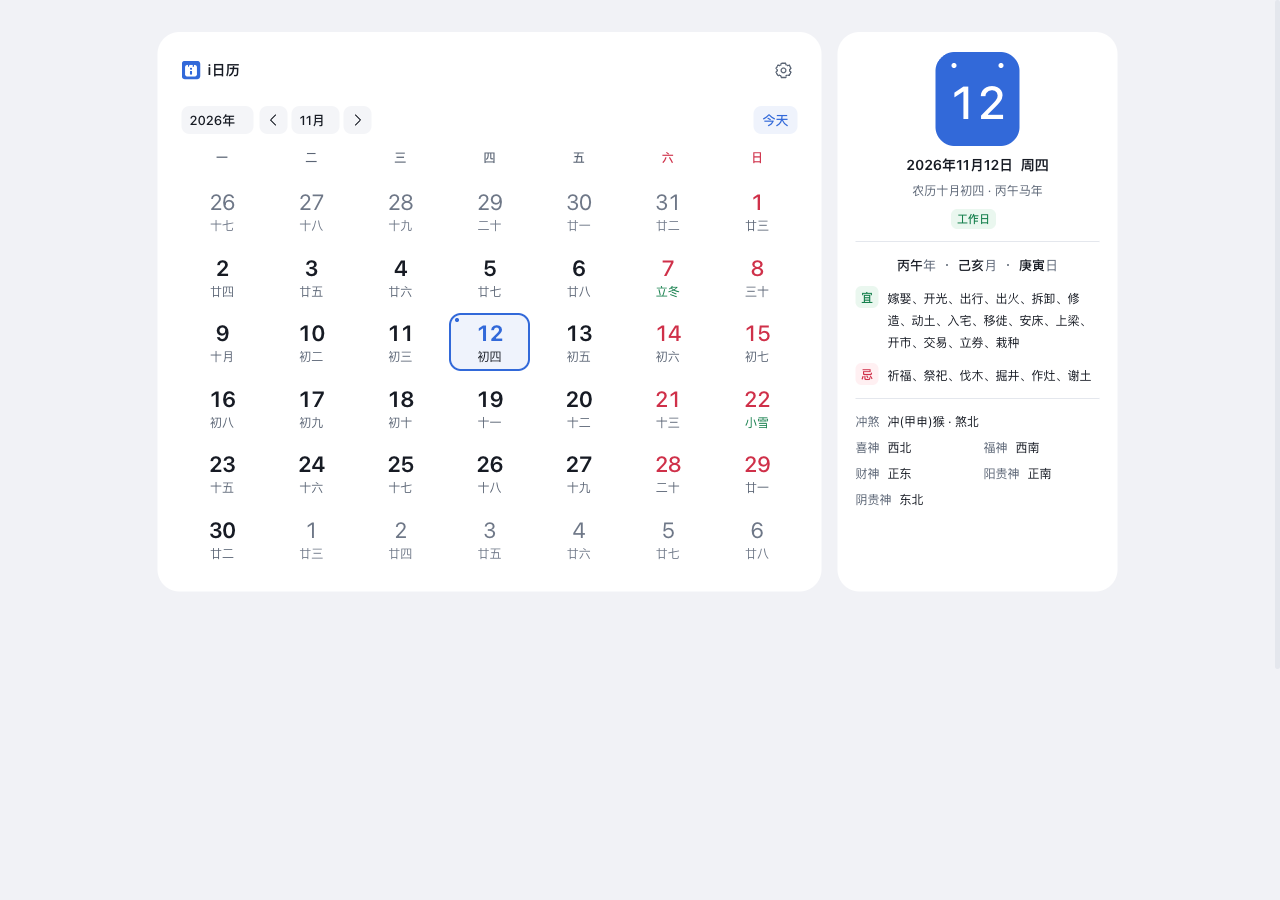 i日历
2026年 11月 今天
一 二 三 四 五 六 日
26 27 28 29 30 31 1
十七 十八 十九 二十 廿一 廿二 廿三
2 3 4 5 6 7 8
廿四 廿五 廿六 廿七 廿八 立冬 三十
9 10 11 12 13 14 15
十月 初二 初三 初四 初五 初六 初七
16 17 18 19 20 21 22
初八 初九 初十 十一 十二 十三 小雪
23 24 25 26 27 28 29
十五 十六 十七 十八 十九 二十 廿一
30 1 2 3 4 5 6
廿二 廿三 廿四 廿五 廿六 廿七 廿八
12
2026年11月12日 周四
农历十月初四 · 丙午马年
工作日
丙午年 · 己亥月 · 庚寅日
宜 嫁娶、开光、出行、出火、拆卸、修
造、动土、入宅、移徙、安床、上梁、
开市、交易、立券、栽种
忌 祈福、祭祀、伐木、掘井、作灶、谢土
冲煞 冲(甲申)猴 · 煞北
喜神 西北 福神 西南
财神 正东 阳贵神 正南
阴贵神 东北